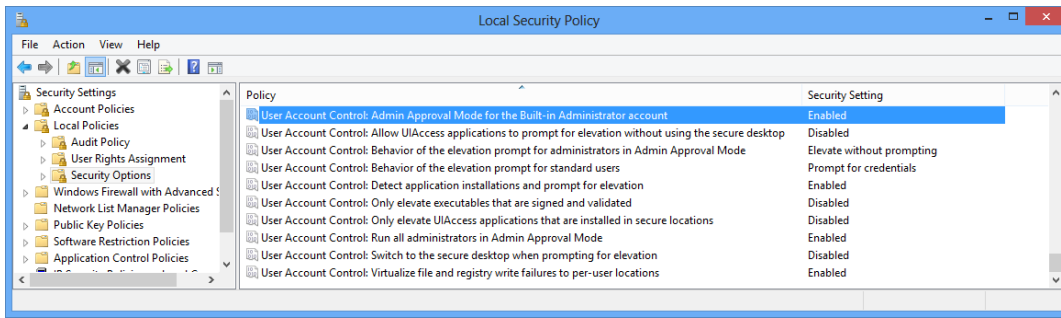 Local Security Policy
File Action View Help
Security Settings
Account Policies
Local Policies
Audit Policy
User Rights Assignment
Security Options
Windows Firewall with Advanced
Network List Manager Policies
Public Key Policies
Software Restriction Policies
Application Control Policies
Policy Security Setting
User Account Control: Admin Approval Mode for the Built-in Administrator account Enabled
User Account Control: Allow UIAccess applications to prompt for elevation without using the secure desktop Disabled
User Account Control: Behavior of the elevation prompt for administrators in Admin Approval Mode Elevate without prompting
User Account Control: Behavior of the elevation prompt for standard users Prompt for credentials
User Account Control: Detect application installations and prompt for elevation Enabled
User Account Control: Only elevate executables that are signed and validated Disabled
User Account Control: Only elevate UIAccess applications that are installed in secure locations Disabled
User Account Control: Run all administrators in Admin Approval Mode Enabled
User Account Control: Switch to the secure desktop when prompting for elevation Disabled
User Account Control: Virtualize file and registry write failures to per-user locations Enabled